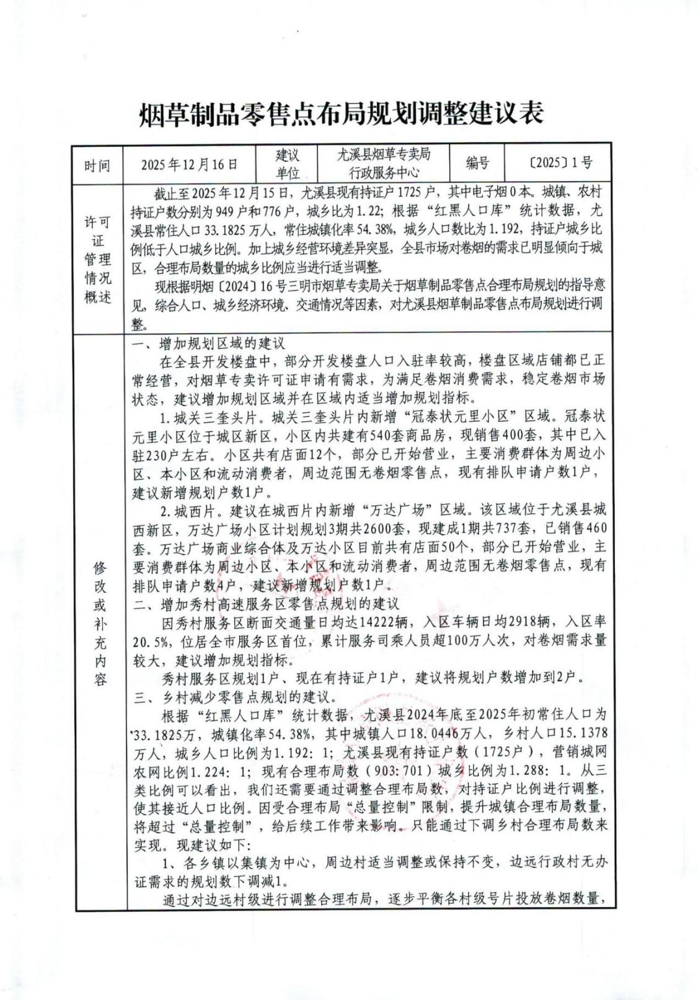 烟草制品零售点布局规划调整建议表
时间
2025年12月16日
建议
单位
尤溪县烟草专卖局
行政服务中心
编号
〔2025〕1号
许可
证
管理
情况
概述
截止至2025年12月15日，尤溪县现有持证户1725户，其中电子烟0本。城镇、农村
持证户数分别为949户和776户，城乡比为1.22；根据“红黑人口库”统计数据，尤
溪县常住人口33.1825万人，常住城镇化率54.38%，城乡人口数比为1.192，持证户城乡比
例低于人口城乡比例。加上城乡经营环境差异突显，全县市场对卷烟的需求已明显倾向于城
区，合理布局数量的城乡比例应当进行适当调整。
现根据明烟〔2024〕16号三明市烟草专卖局关于烟草制品零售点合理布局规划的指导意
见，综合人口、城乡经济环境、交通情况等因素，对尤溪县烟草制品零售点布局规划进行调
整。
修
改
或
补
充
内
容
一、增加规划区域的建议
在全县开发楼盘中，部分开发楼盘人口入驻率较高，楼盘区域店铺都已正
常经营，对烟草专卖许可证申请有需求，为满足卷烟消费需求，稳定卷烟市场
状态，建议增加规划区域并在区域内适当增加规划指标。
1.城关三奎头片。城关三奎头片内新增“冠泰状元里小区”区域。冠泰状
元里小区位于城区新区，小区内共建有540套商品房，现销售400套，其中已入
驻230户左右。小区共有店面12个，部分已开始营业，主要消费群体为周边小
区、本小区和流动消费者，周边范围无卷烟零售点，现有排队申请户数1户，
建议新增规划户数1户。
2.城西片。建议在城西片内新增“万达广场”区域。该区域位于尤溪县城
西新区，万达广场小区计划规划3期共2600套，现建成1期共737套，已销售460
套。万达广场商业综合体及万达小区目前共有店面50个，部分已开始营业，主
要消费群体为周边小区、本小区和流动消费者，周边范围无卷烟零售点，现有
排队申请户数4户，建议新增规划户数1户。
二、增加秀村高速服务区零售点规划的建议
因秀村服务区断面交通量日均达14222辆，入区车辆日均2918辆，入区率
20.5%，位居全市服务区首位，累计服务司乘人员超100万人次，对卷烟需求量
较大，建议增加规划指标。
秀村服务区规划1户、现在有持证户1户，建议将规划户数增加到2户。
三、乡村减少零售点规划的建议。
根据“红黑人口库”统计数据，尤溪县2024年底至2025年初常住人口为
33.1825万，城镇化率54.38%，其中城镇人口18.0446万人，乡村人口15.1378
万人，城乡人口比例为1.192：1；尤溪县现有持证户数（1725户），营销城网
农网比例1.224：1；现有合理布局数（903:701）城乡比例为1.288：1。从三
类比例可以看出，我们还需要通过调整合理布局数，对持证户比例进行调整，
使其接近人口比例。因受合理布局“总量控制”限制，提升城镇合理布局数量，
将超过“总量控制”，给后续工作带来影响。只能通过下调乡村合理布局数来
实现。现建议如下：
1、各乡镇以集镇为中心，周边村适当调整或保持不变，边远行政村无办
证需求的规划数下调减1。
通过对边远村级进行调整合理布局，逐步平衡各村级号片投放卷烟数量，